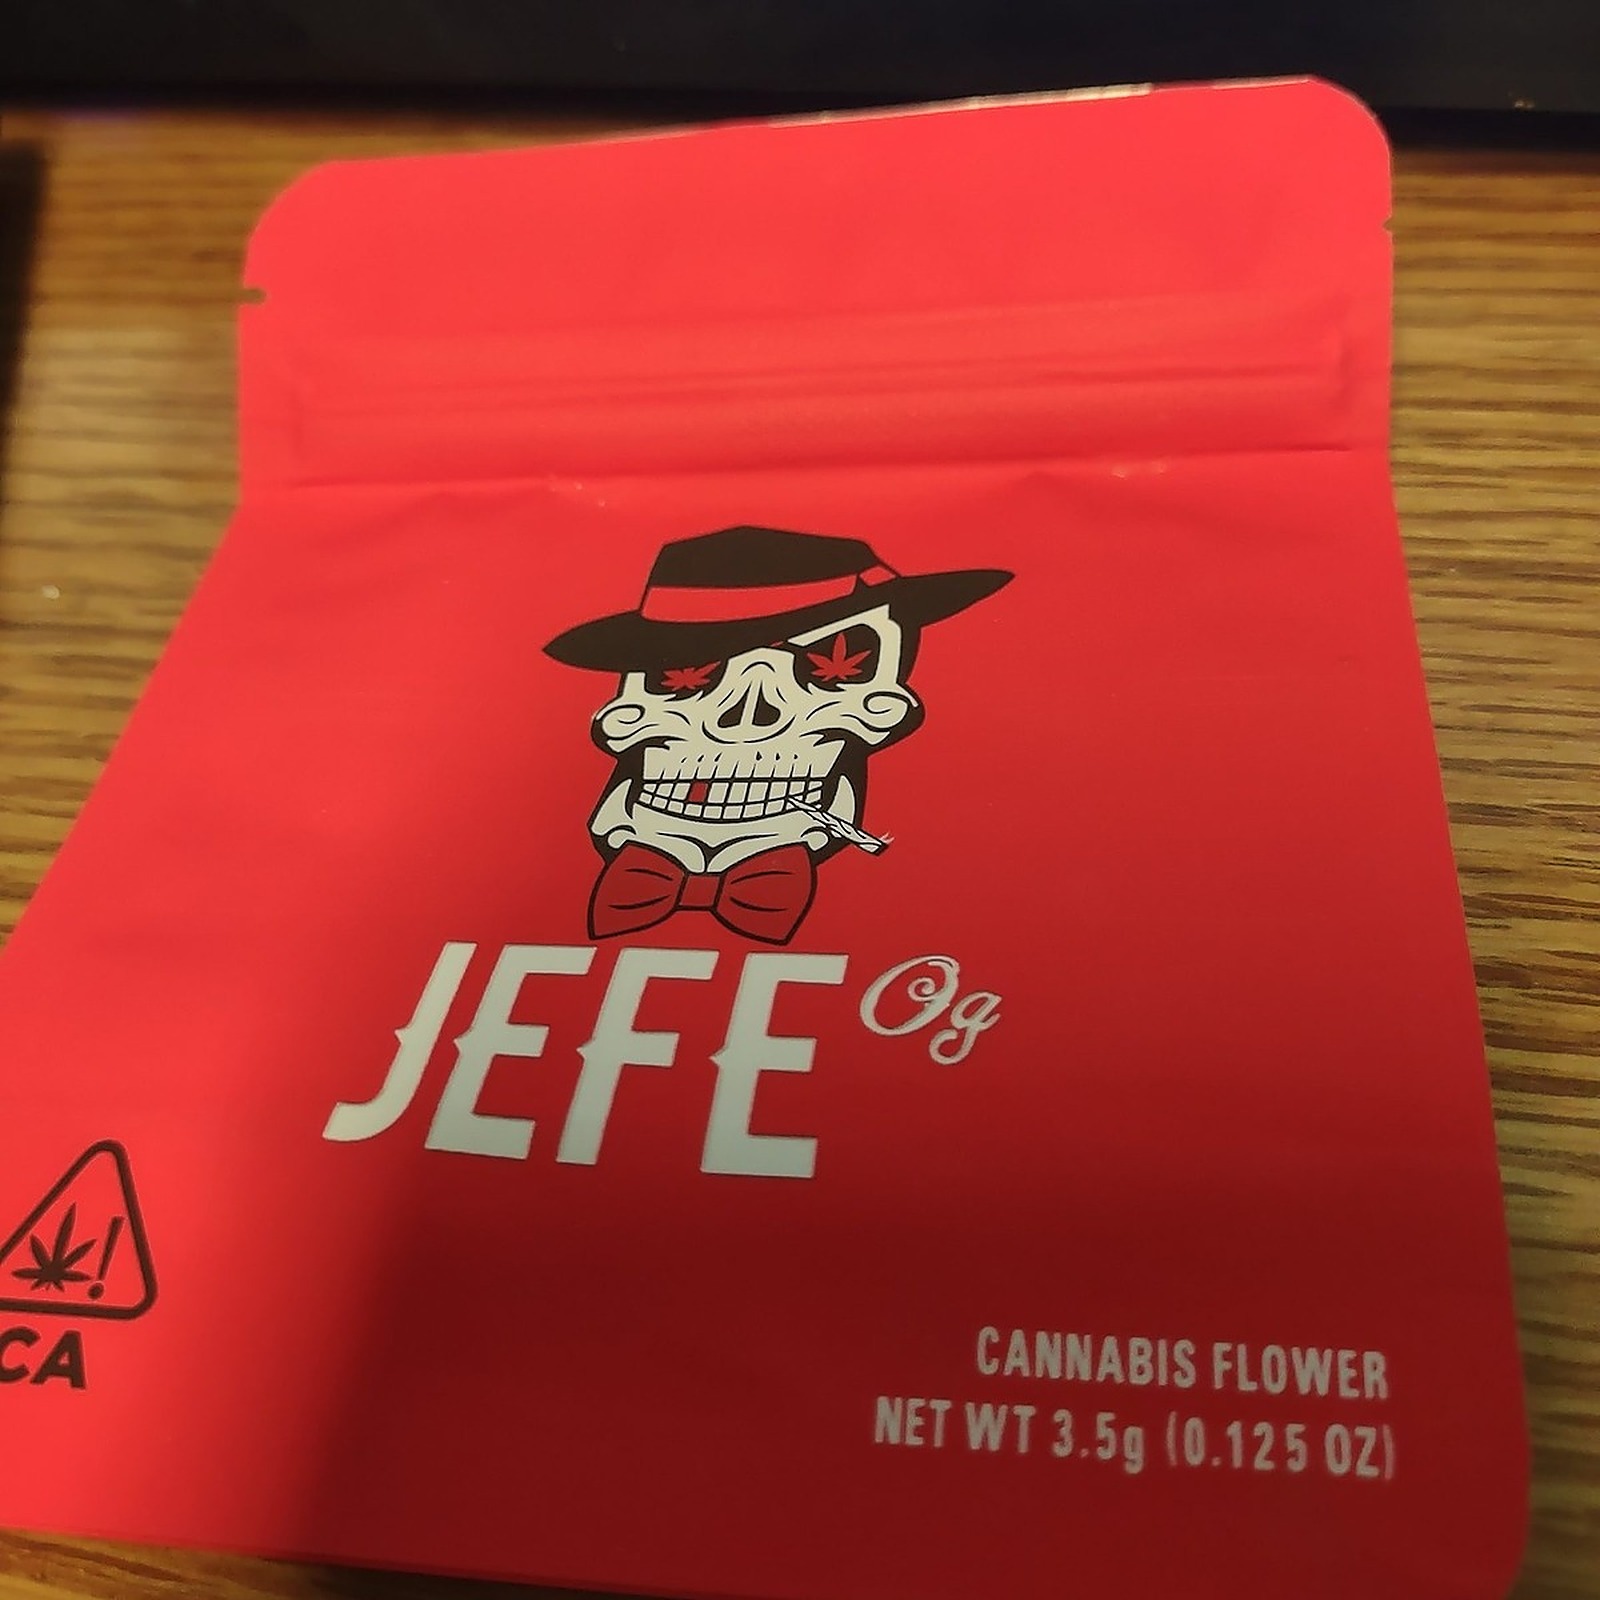 JEFE Og
CA
CANNABIS FLOWER
NET WT 3.5g (0.125 OZ)